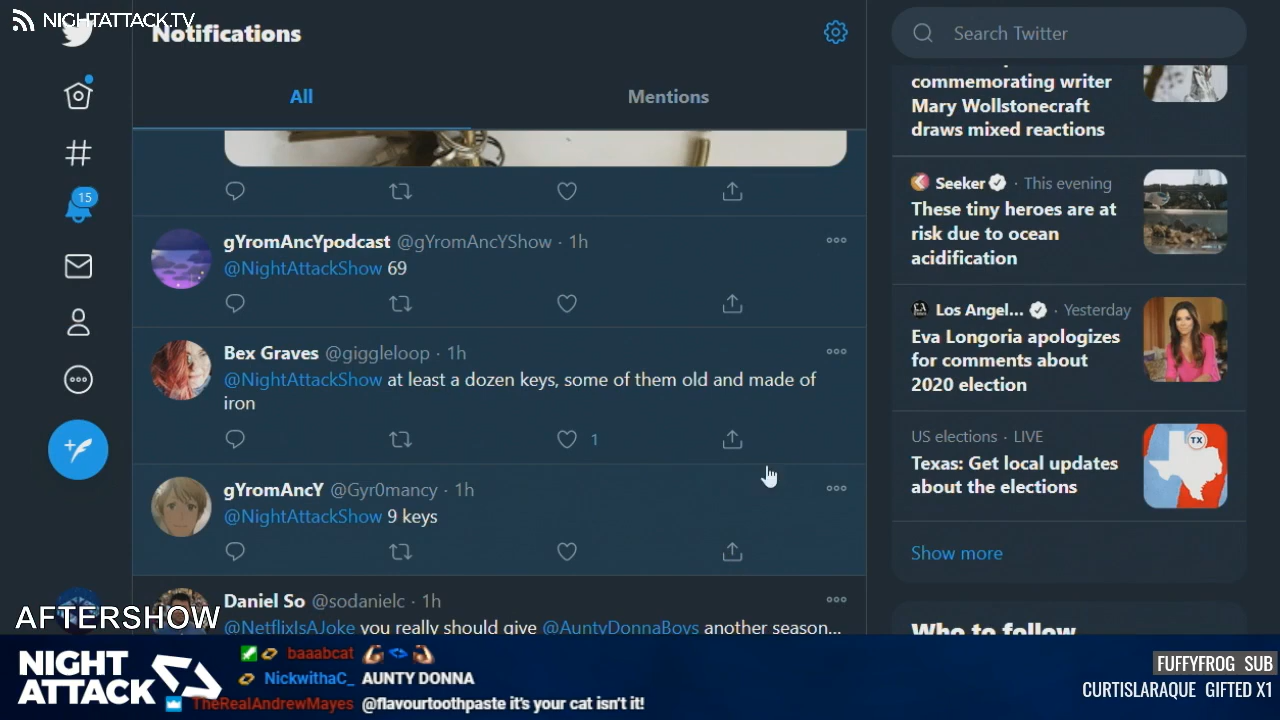 NIGHTATTACK.TV
Notifications
All
Mentions
gYromAncYpodcast @gYromAncYShow · 1h
@NightAttackShow 69
Bex Graves @giggleloop · 1h
@NightAttackShow at least a dozen keys, some of them old and made of
iron
1
gYromAncY @Gyr0mancy · 1h
@NightAttackShow 9 keys
Daniel So @sodanielc · 1h
@NetflixIsAJoke you really should give @AuntyDonnaBoys another season...
15
Search Twitter
commemorating writer
Mary Wollstonecraft
draws mixed reactions
Seeker · This evening
These tiny heroes are at
risk due to ocean
acidification
Los Angel... · Yesterday
Eva Longoria apologizes
for comments about
2020 election
US elections · LIVE
Texas: Get local updates
about the elections
TX
Show more
Who to follow
AFTERSHOW
NIGHT
ATTACK
baaabcat
NickwithaC_ AUNTY DONNA
TheRealAndrewMayes @flavourtoothpaste it's your cat isn't it!
FUFFYFROG SUB
CURTISLARAQUE GIFTED X1